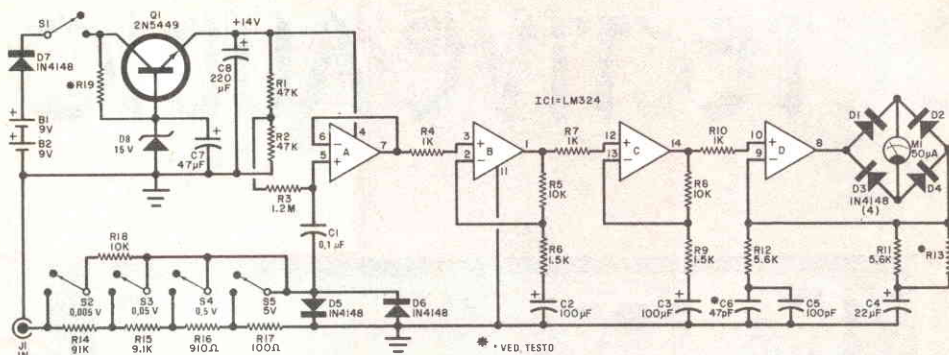 S1
Q1
2N5449
+14V
D7
1N4148
R19
C8
220
µF
R1
47K
R2
47K
B1
9V
B2
9V
D8
15V
C7
47µF
R3
1.2M
C1
0,1 µF
6
5
4
A
7
R4
1K
IC1=LM324
3
2
B
1
11
R7
1K
R5
10K
R6
1.5K
C2
100µF
12
13
C
14
R10
1K
R6
10K
R9
1.5K
C3
100µF
10
9
D
8
D1
D2
M1
50µA
D3
D4
1N4148
(4)
R12
5.6K
R11
5.6K
R13
C6
47pF
C5
100pF
C4
22µF
R18
10K
S2
0,005 V
S3
0,05 V
S4
0,5 V
S5
5V
D5
1N4148
D6
1N4148
J1
IN
R14
91K
R15
9.1K
R16
910Ω
R17
100Ω
* • VED. TESTO